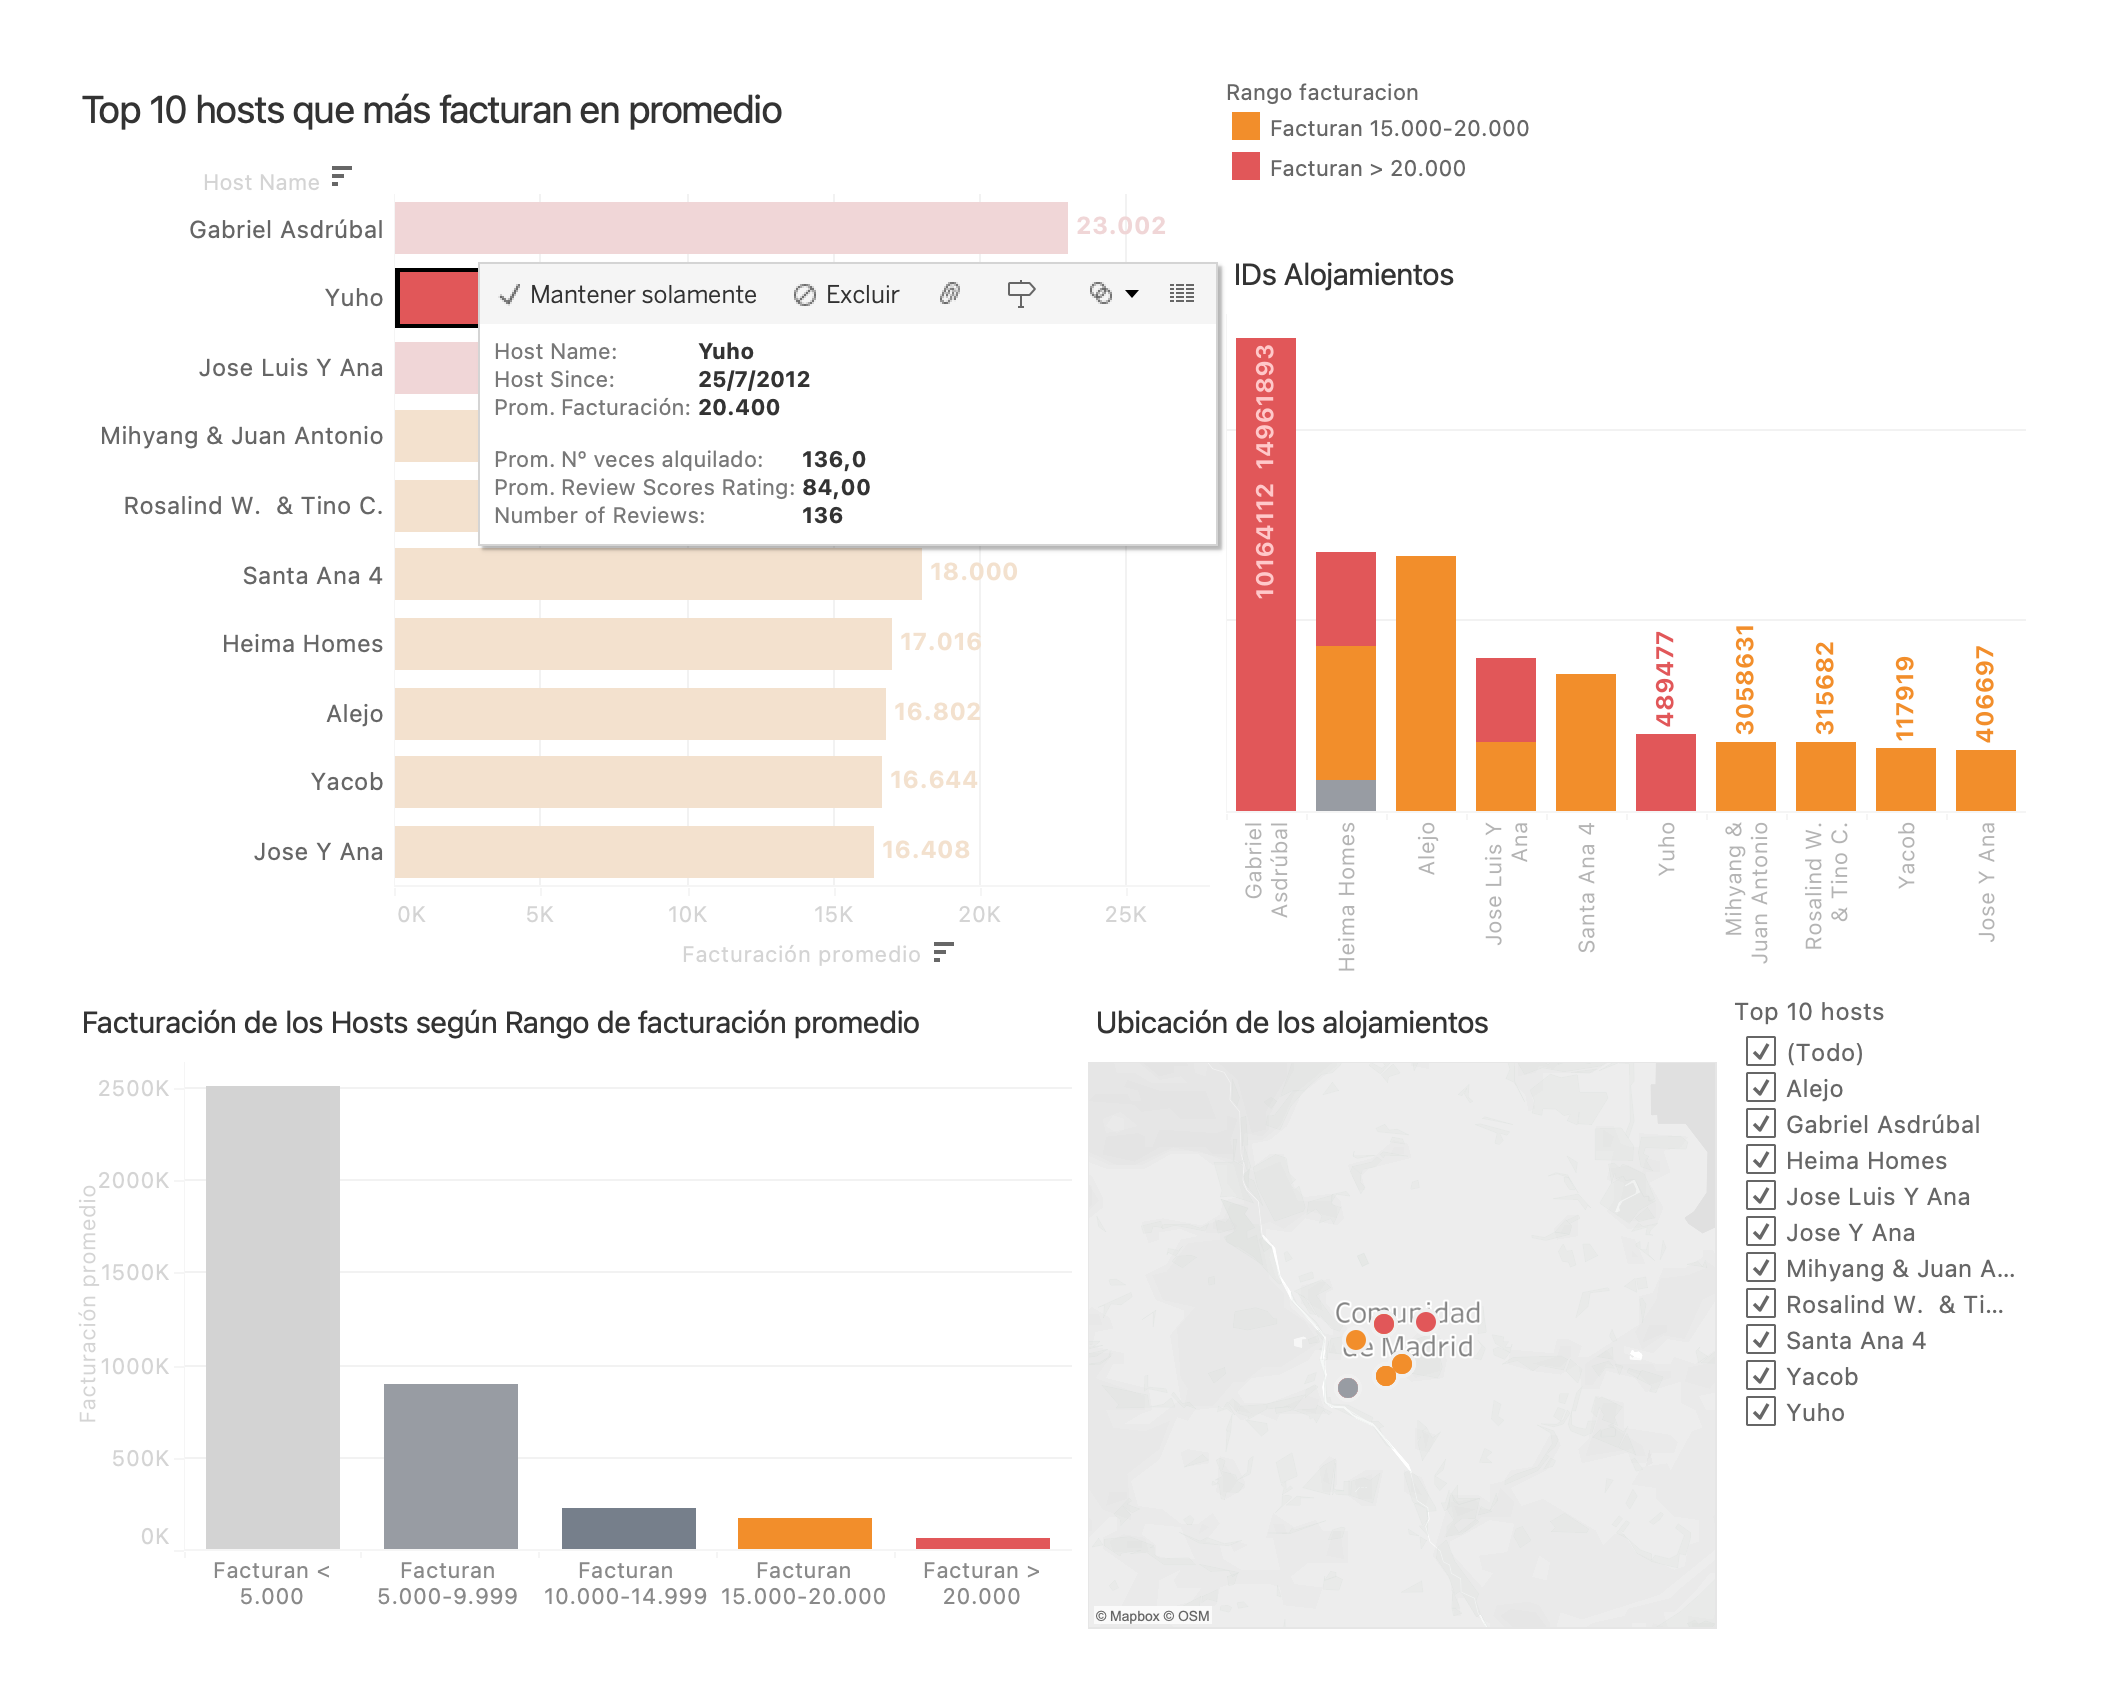 Top 10 hosts que más facturan en promedio
Host Name
Gabriel Asdrúbal
23.002
Yuho
Jose Luis Y Ana
Mihyang & Juan Antonio
Rosalind W.  & Tino C.
Santa Ana 4
18.000
Heima Homes
17.016
Alejo
16.802
Yacob
16.644
Jose Y Ana
16.408
0K
5K
10K
15K
20K
25K
Facturación promedio
Mantener solamente
Excluir
Host Name: Yuho
Host Since: 25/7/2012
Prom. Facturación: 20.400
Prom. Nº veces alquilado: 136,0
Prom. Review Scores Rating: 84,00
Number of Reviews: 136
Rango facturacion
Facturan 15.000-20.000
Facturan > 20.000
IDs Alojamientos
10164112 14961893
489477
3058631
315682
117919
406697
Gabriel
Asdrúbal
Heima Homes
Alejo
Jose Luis Y
Ana
Santa Ana 4
Yuho
Mihyang &
Juan Antonio
Rosalind W.
& Tino C.
Yacob
Jose Y Ana
Facturación de los Hosts según Rango de facturación promedio
Facturación promedio
2500K
2000K
1500K
1000K
500K
0K
Facturan <
5.000
Facturan
5.000-9.999
Facturan
10.000-14.999
Facturan
15.000-20.000
Facturan >
20.000
Ubicación de los alojamientos
Comunidad
de Madrid
© Mapbox © OSM
Top 10 hosts
(Todo)
Alejo
Gabriel Asdrúbal
Heima Homes
Jose Luis Y Ana
Jose Y Ana
Mihyang & Juan A...
Rosalind W.  & Ti...
Santa Ana 4
Yacob
Yuho